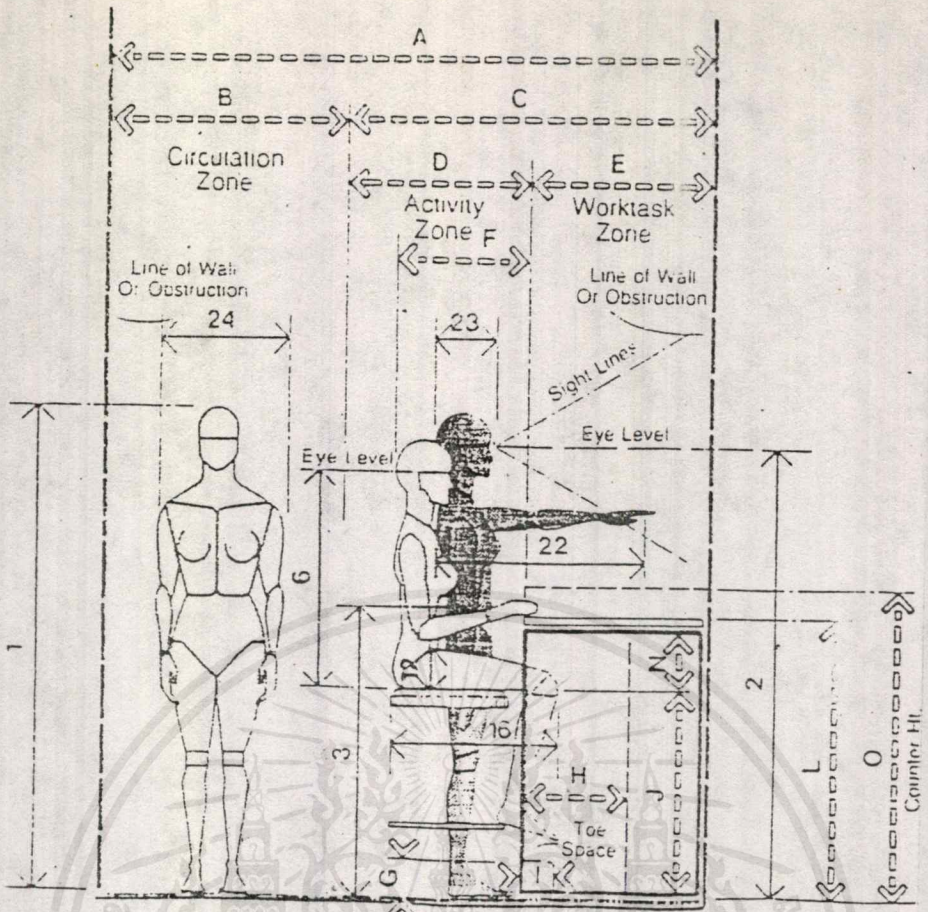 A
B
C
Circulation
Zone
D
E
Activity
Zone
Worktask
Zone
F
Line of Wall
Or Obstruction
Line of Wall
Or Obstruction
24
23
Sight Lines
Eye Level
Eye Level
22
6
1
12
N
2
3
16
H
J
L
O
Counter Ht.
Toe
Space
G
I